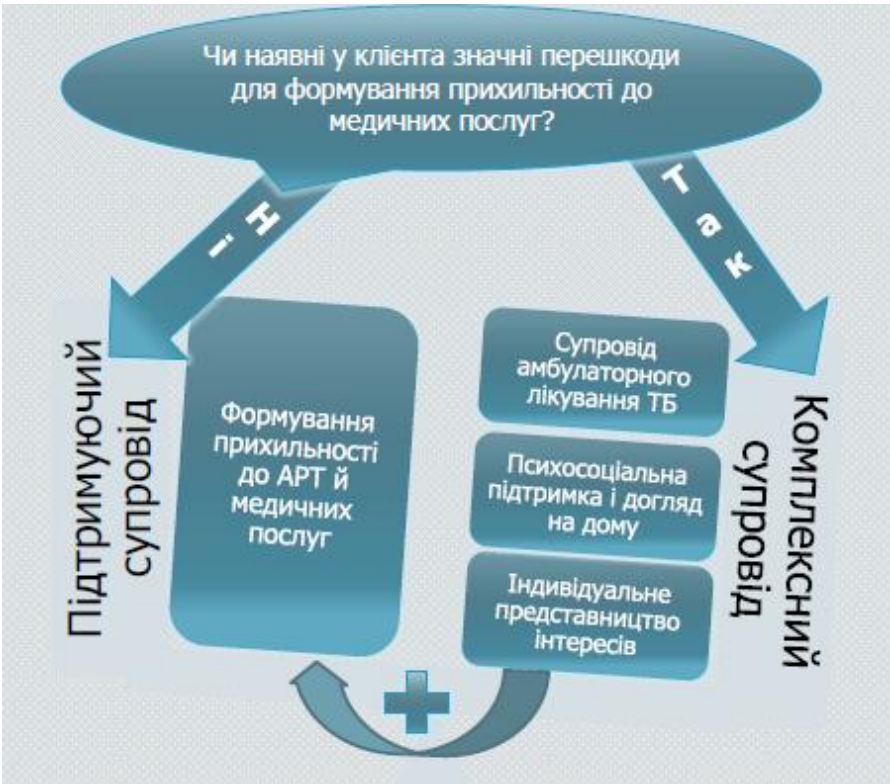 Чи наявні у клієнта значні перешкоди
для формування прихильності до
медичних послуг?
Ні
Так
Підтримуючий
супровід
Формування
прихильності
до АРТ й
медичних
послуг
Супровід
амбулаторного
лікування ТБ
Психосоціальна
підтримка і догляд
на дому
Індивідуальне
представництво
інтересів
Комплексний
супровід